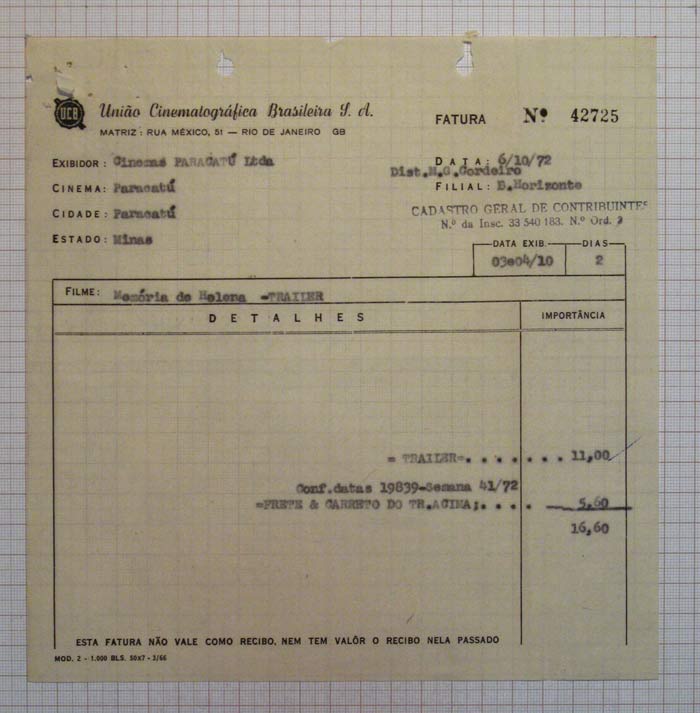 UCB
União Cinematográfica Brasileira S. A.
MATRIZ: RUA MÉXICO, 51 — RIO DE JANEIRO GB
FATURA Nº 42725
EXIBIDOR: Cinemas PARACATÚ Ltda
DATA: 6/10/72
Dist.M.G.Cordeiro
CINEMA: Paracatú
FILIAL: B.Horizonte
CIDADE: Paracatú
CADASTRO GERAL DE CONTRIBUINTES
N.º da Insc. 33 540 183. N.º Ord.
ESTADO: Minas
DATA EXIB. DIAS
03e04/10 2
FILME: Memória de Helena =TRAILER
DETALHES IMPORTÂNCIA
= TRAILER=. . . . . . . 11,00
Conf.datas 19839-Semana 41/72
=FRETE & CARRETO DO TR.ACIMA;. . . . 5,60
16,60
ESTA FATURA NÃO VALE COMO RECIBO, NEM TEM VALÔR O RECIBO NELA PASSADO
MOD. 2 - 1.000 BLS. 50X7 - 3/66